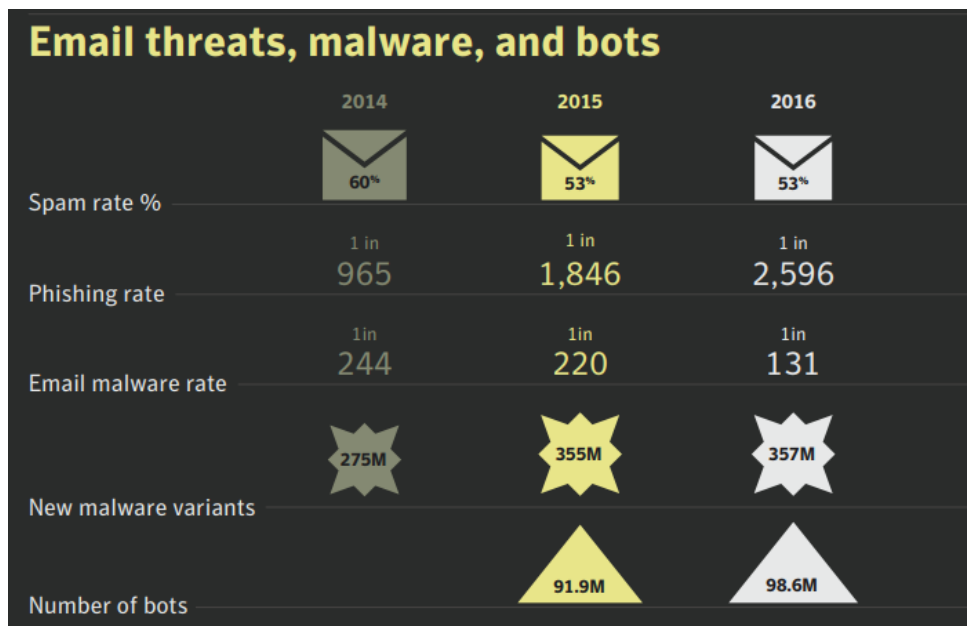 Email threats, malware, and bots
2014 2015 2016
60% 53% 53%
Spam rate %
1 in 1 in 1 in
965 1,846 2,596
Phishing rate
1in 1in 1in
244 220 131
Email malware rate
275M 355M 357M
New malware variants
91.9M 98.6M
Number of bots